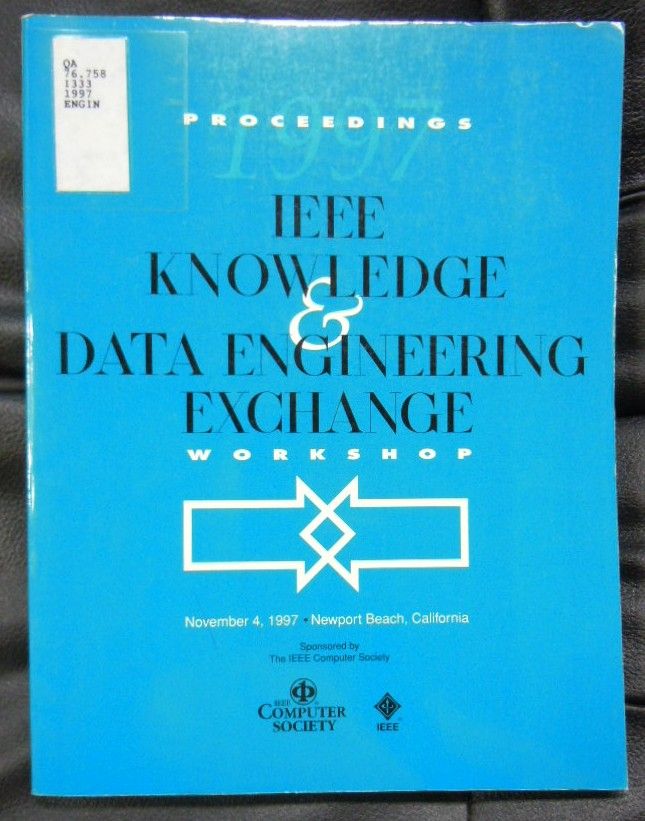 QA
76.758
I333
1997
ENGIN
1997
PROCEEDINGS
IEEE
KNOWLEDGE
&
DATA ENGINEERING
EXCHANGE
WORKSHOP
November 4, 1997 • Newport Beach, California
Sponsored by
The IEEE Computer Society
IEEE
COMPUTER
SOCIETY
IEEE